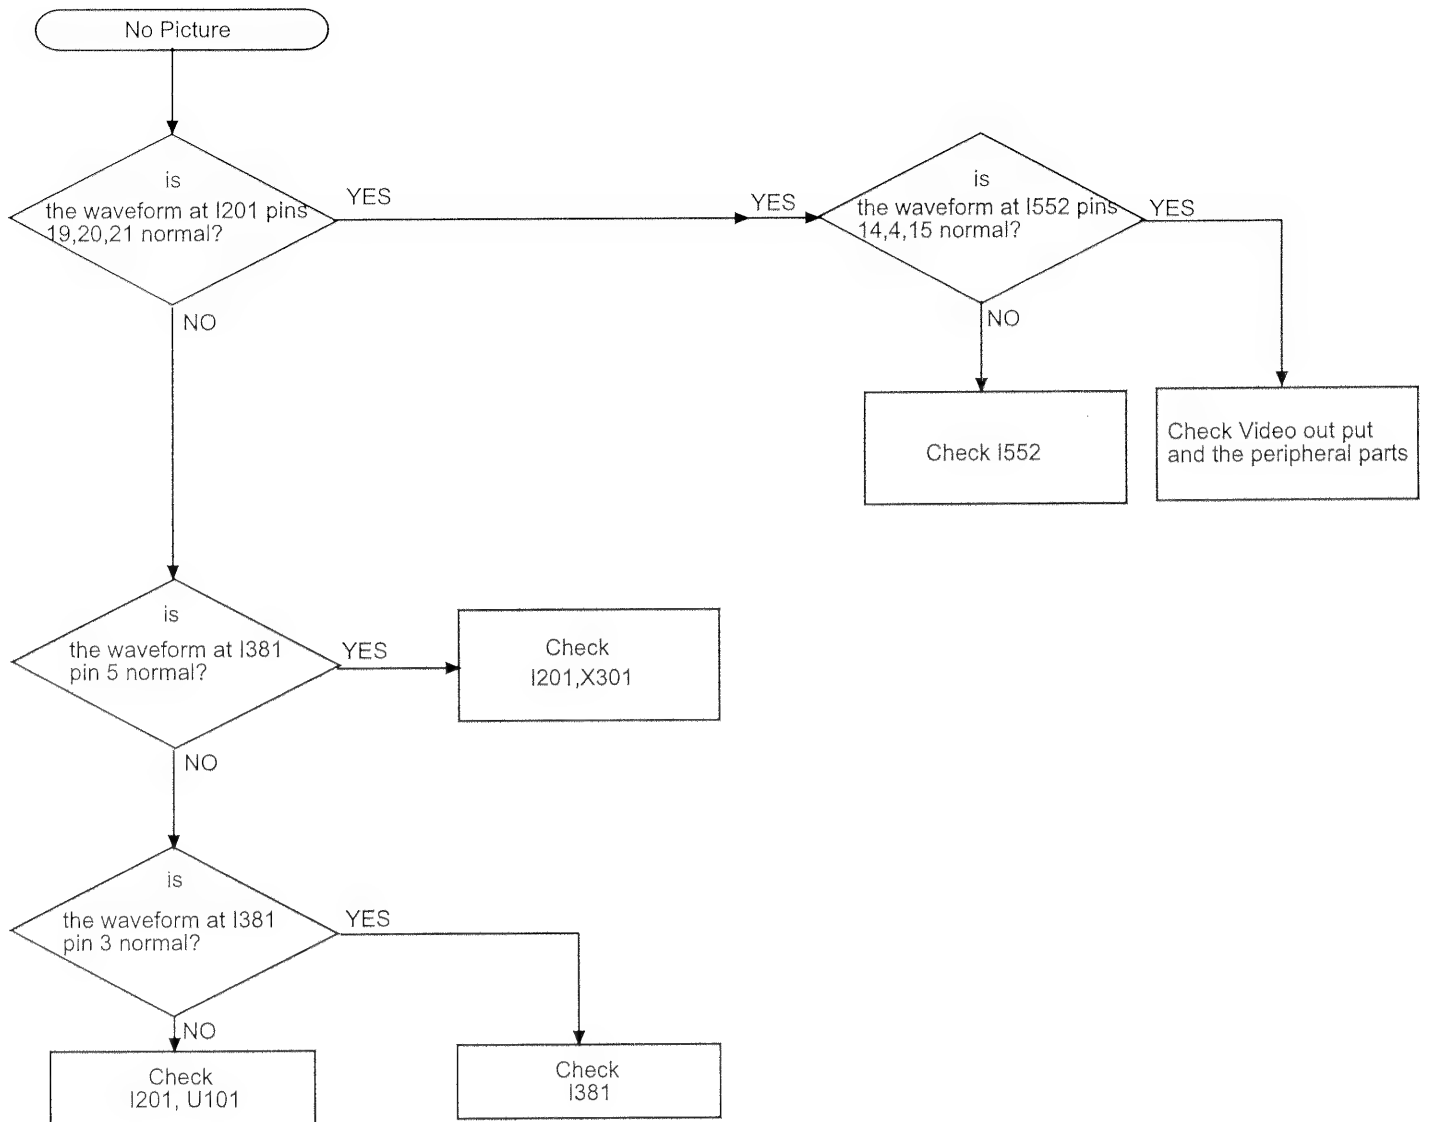 No Picture
is
the waveform at I201 pins
19,20,21 normal?
YES
YES
is
the waveform at I552 pins
14,4,15 normal?
YES
NO
NO
Check I552
Check Video out put
and the peripheral parts
is
the waveform at I381
pin 5 normal?
YES
Check
I201,X301
NO
is
the waveform at I381
pin 3 normal?
YES
NO
Check
I201, U101
Check
I381